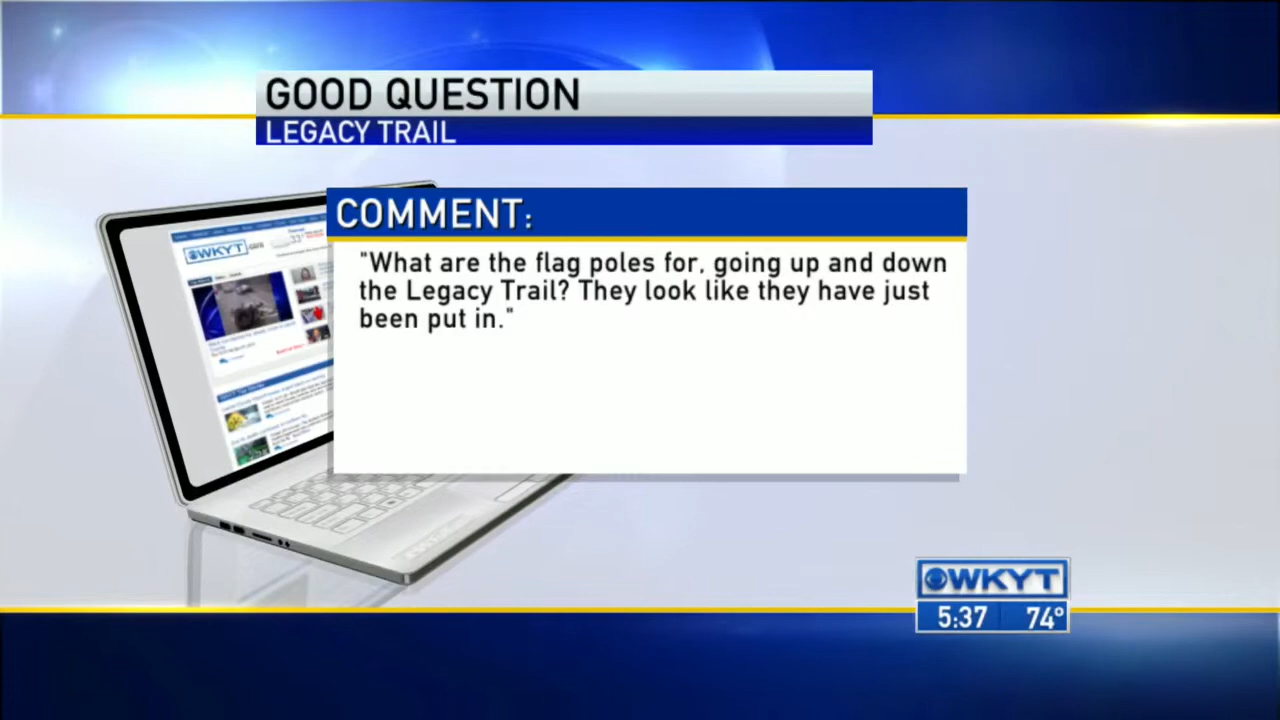 GOOD QUESTION
LEGACY TRAIL
COMMENT:
"What are the flag poles for, going up and down
the Legacy Trail? They look like they have just
been put in."
WKYT
WKYT
5:37 74°